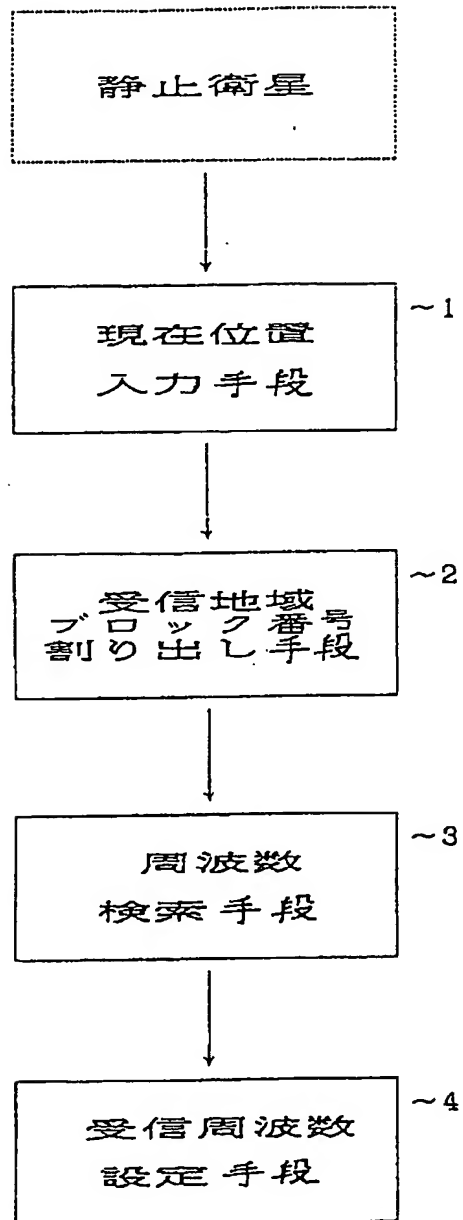 静止衛星
~1
現在位置
入力手段
~2
受信地域
ブロック番号
割り出し手段
~3
周波数
検索手段
~4
受信周波数
設定手段